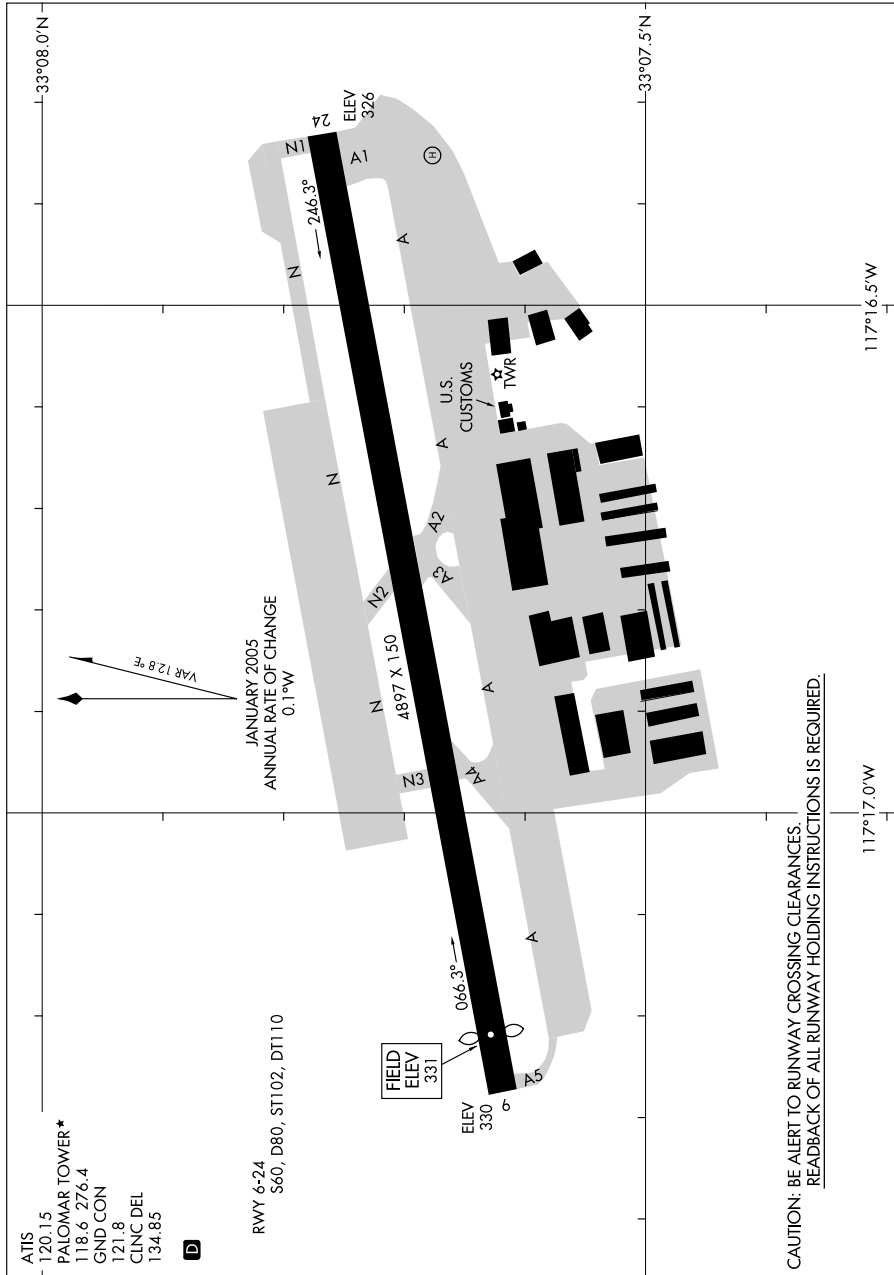 33°08.0'N
33°07.5'N
ELEV
326
24
N1
A1
H
246.3°
N
A
117°16.5'W
U.S.
CUSTOMS
TWR
N
A
A2
A3
N2
JANUARY 2005
ANNUAL RATE OF CHANGE
0.1°W
VAR 12.8 °E
4897 X 150
N
A
N3
A4
117°17.0'W
A
066.3°
FIELD
ELEV
331
ELEV
330
6
A5
ATIS
120.15
PALOMAR TOWER★
118.6 276.4
GND CON
121.8
CLNC DEL
134.85
D
RWY 6-24
S60, D80, ST102, DT110
CAUTION: BE ALERT TO RUNWAY CROSSING CLEARANCES.
READBACK OF ALL RUNWAY HOLDING INSTRUCTIONS IS REQUIRED.